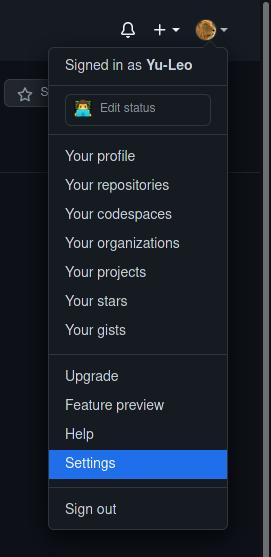 Signed in as Yu-Leo
S
Edit status
Your profile
Your repositories
Your codespaces
Your organizations
Your projects
Your stars
Your gists
Upgrade
Feature preview
Help
Settings
Sign out